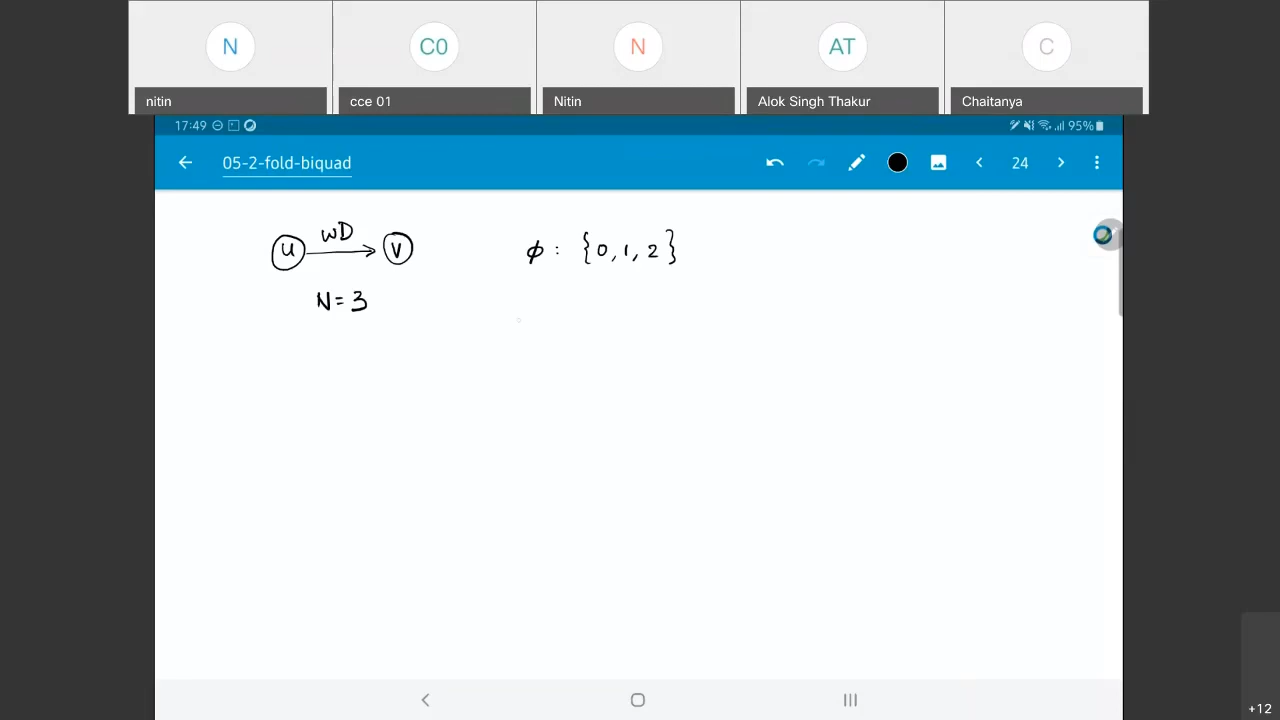 N C0 N AT C
nitin cce 01 Nitin Alok Singh Thakur Chaitanya
17:49 95%
05-2-fold-biquad 24
U wD V φ : {0, 1, 2}
N = 3
+12